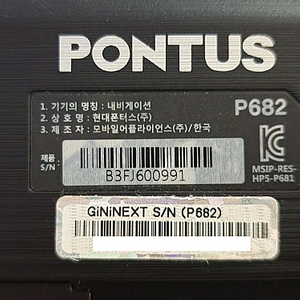 PONTUS
1. 기기의 명칭 : 내비게이션
P682
2. 상호명 : 현대폰터스(주)
3. 제 조 자 : 모바일어플라이언스(주)/한국
제품
S/N :
B3FJ600991
MSIP-RES-
HPS-P681
GiNiNEXT S/N (P682)